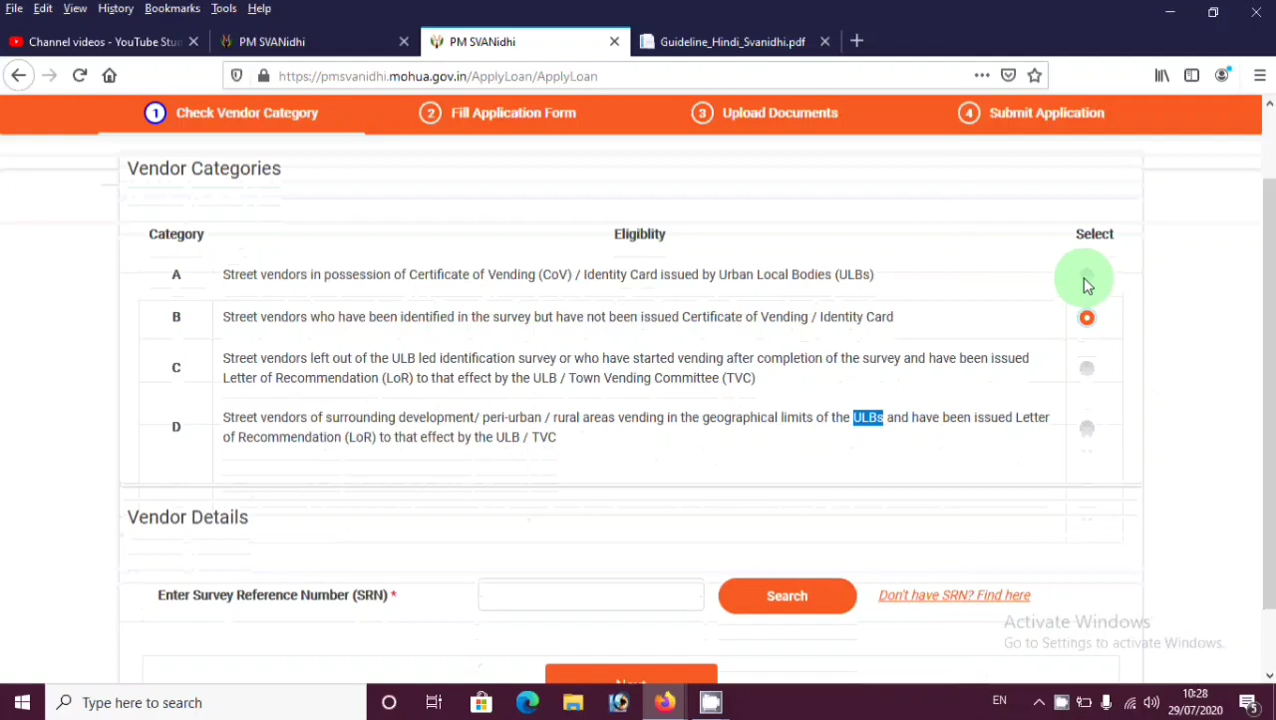 File Edit View History Bookmarks Tools Help
Channel videos - YouTube Stu
PM SVANidhi
PM SVANidhi
Guideline_Hindi_Svanidhi.pdf
https://pmsvanidhi.mohua.gov.in/ApplyLoan/ApplyLoan
1 Check Vendor Category
2 Fill Application Form
3 Upload Documents
4 Submit Application
Vendor Categories
Category Eligiblity Select
A Street vendors in possession of Certificate of Vending (CoV) / Identity Card issued by Urban Local Bodies (ULBs)
B Street vendors who have been identified in the survey but have not been issued Certificate of Vending / Identity Card
C Street vendors left out of the ULB led identification survey or who have started vending after completion of the survey and have been issued
Letter of Recommendation (LoR) to that effect by the ULB / Town Vending Committee (TVC)
D Street vendors of surrounding development/ peri-urban / rural areas vending in the geographical limits of the ULBs and have been issued Letter
of Recommendation (LoR) to that effect by the ULB / TVC
Vendor Details
Enter Survey Reference Number (SRN) * Search Don't have SRN? Find here
Activate Windows
Go to Settings to activate Windows.
Next
Type here to search
EN
10:28
29/07/2020
5